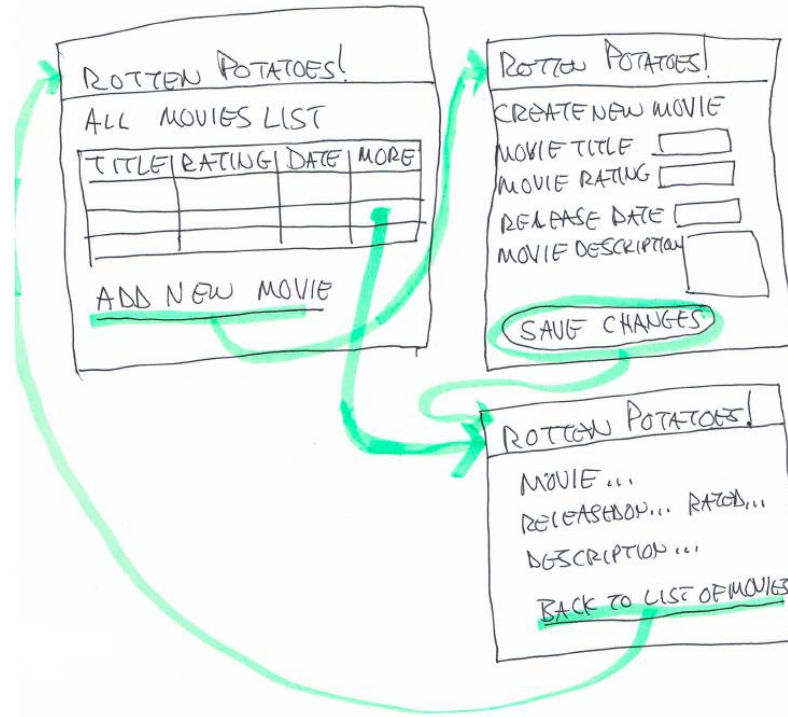 ROTTEN POTATOES!
ALL MOVIES LIST
TITLE RATING DATE MORE
ADD NEW MOVIE
ROTTEN POTATOES!
CREATE NEW MOVIE
MOVIE TITLE
MOVIE RATING
RELEASE DATE
MOVIE DESCRIPTION
SAVE CHANGES
ROTTEN POTATOES!
MOVIE ...
RELEASED ON... RATED...
DESCRIPTION ...
BACK TO LIST OF MOVIES